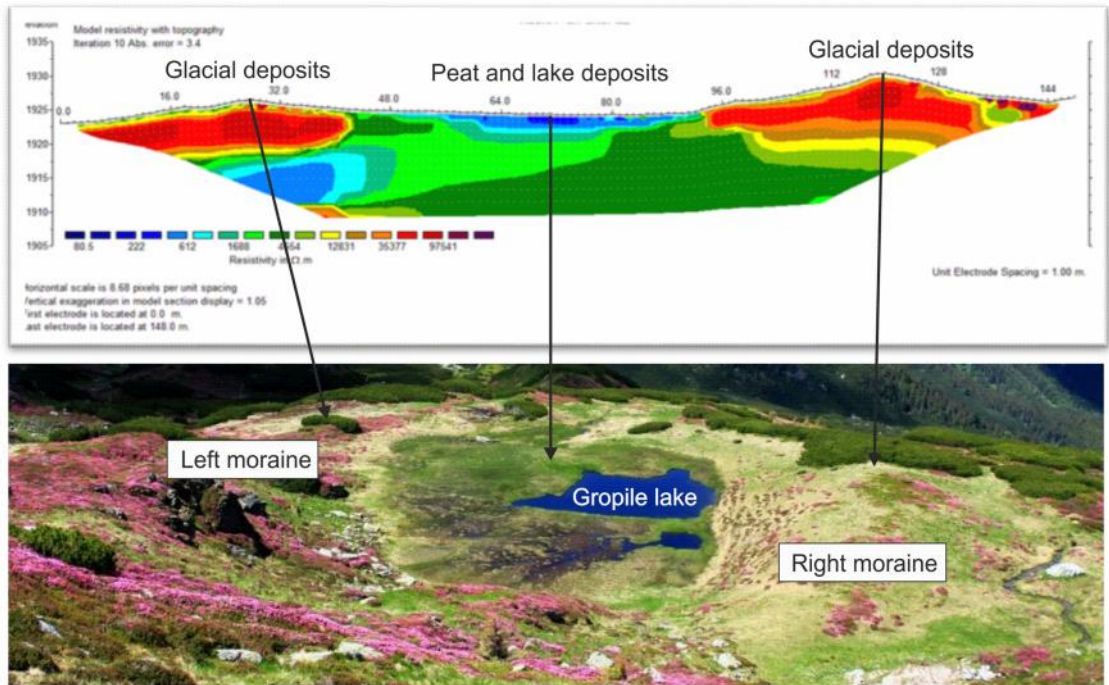 Model resistivity with topography
Iteration 10 Abs. error = 3.4
1935
1930
1925
1920
1915
1910
1905
Glacial deposits
Peat and lake deposits
Glacial deposits
0.0 16.0 32.0 48.0 64.0 80.0 96.0 112 128 144
80.5 222 612 1688 12831 35377 97541
Resistivity in Ω.m
Unit Electrode Spacing = 1.00 m.
Horizontal scale is 8.68 pixels per unit spacing
Vertical exaggeration in model section display = 1.05
First electrode is located at 0.0 m.
Last electrode is located at 148.0 m.
Left moraine
Gropile lake
Right moraine